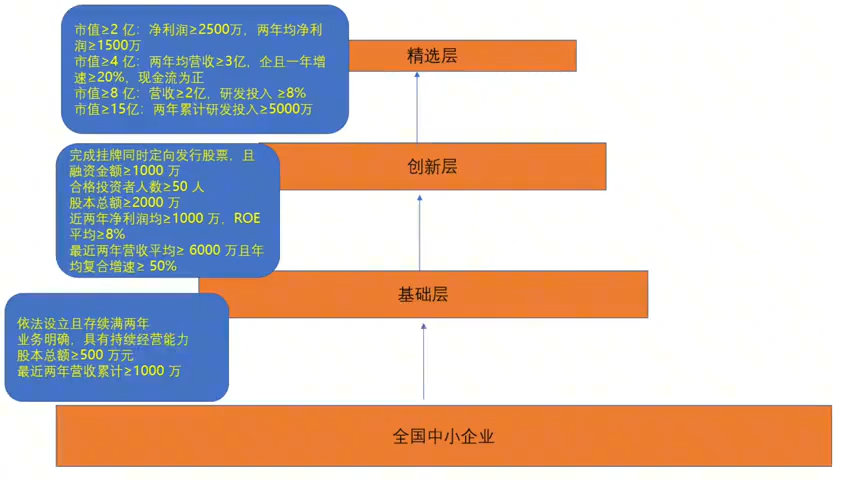 市值≥2 亿：净利润≥2500万，两年均净利
润≥1500万
市值≥4 亿：两年均营收≥3亿，企且一年增
速≥20%，现金流为正
市值≥8 亿：营收≥2亿，研发投入 ≥8%
市值≥15亿：两年累计研发投入≥5000万
精选层
完成挂牌同时定向发行股票，且
融资金额≥1000 万
合格投资者人数≥50 人
股本总额≥2000 万
近两年净利润均≥1000 万，ROE
平均≥8%
最近两年营收平均≥ 6000 万且年
均复合增速≥ 50%
创新层
基础层
依法设立且存续满两年
业务明确，具有持续经营能力
股本总额≥500 万元
最近两年营收累计≥1000 万
全国中小企业